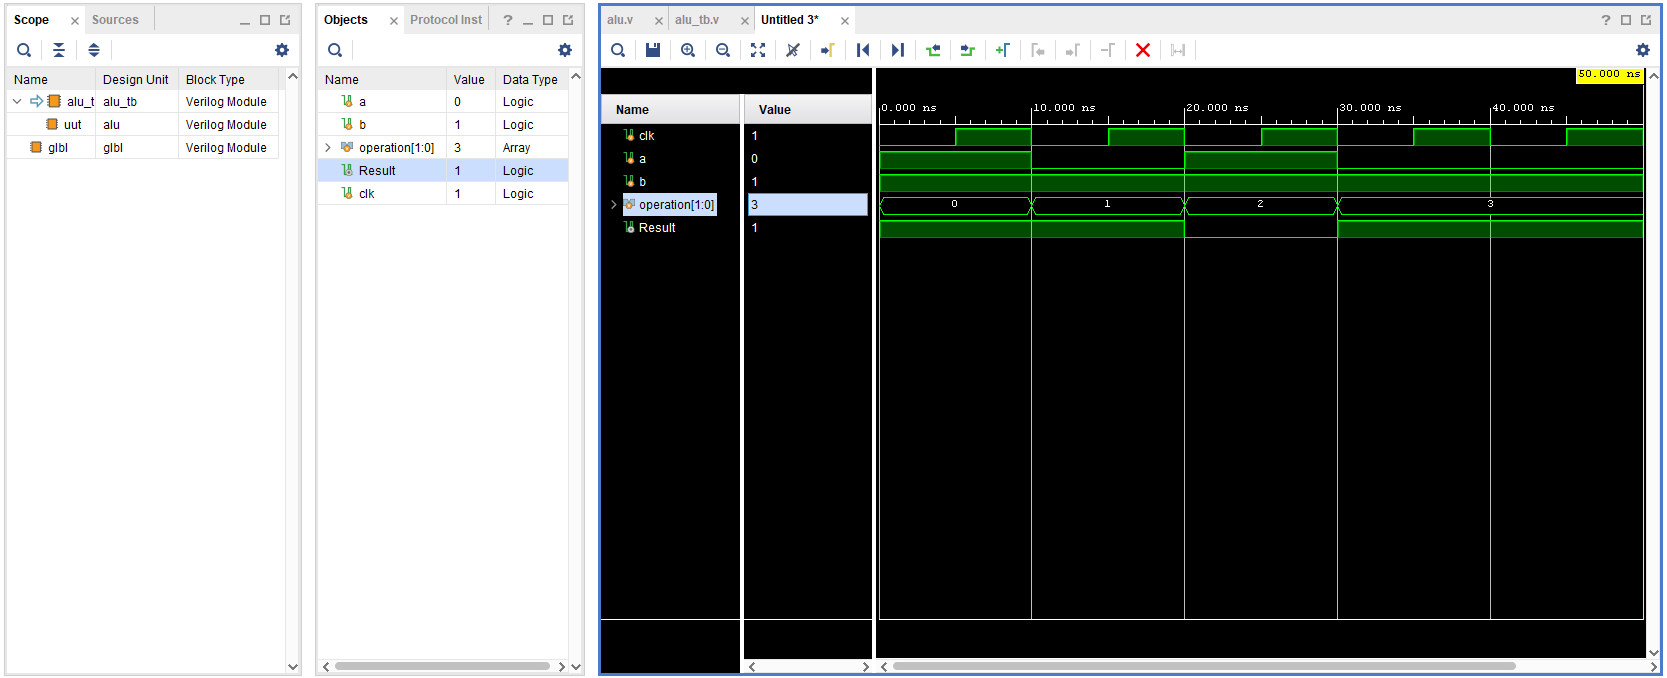 Scope
Sources
Name Design Unit Block Type
alu_t alu_tb Verilog Module
uut alu Verilog Module
glbl glbl Verilog Module
Objects
Protocol Inst
?
Name Value Data Type
a 0 Logic
b 1 Logic
operation[1:0] 3 Array
Result 1 Logic
clk 1 Logic
alu.v
alu_tb.v
Untitled 3*
?
50.000 ns
Name Value
0.000 ns 10.000 ns 20.000 ns 30.000 ns 40.000 ns
clk 1
a 0
b 1
operation[1:0] 3 0 1 2 3
Result 1